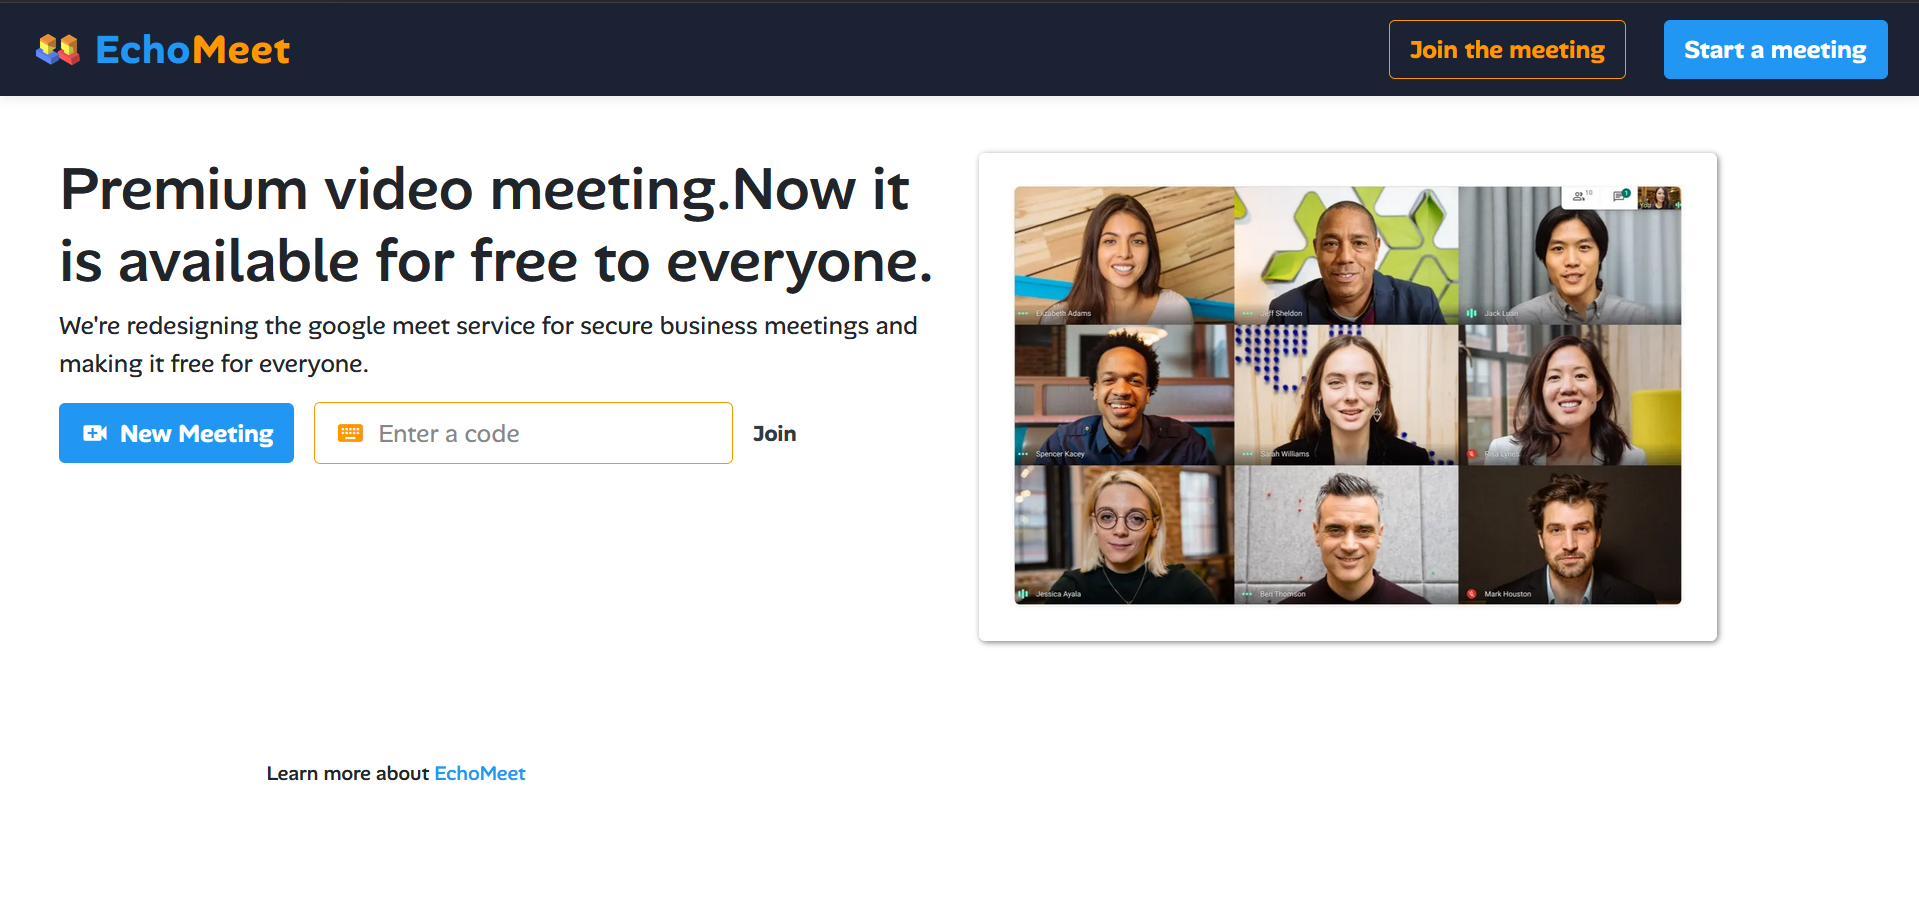 EchoMeet
Join the meeting
Start a meeting
Premium video meeting.Now it
is available for free to everyone.
We're redesigning the google meet service for secure business meetings and
making it free for everyone.
New Meeting
Enter a code
Join
10
1
You
Elizabeth Adams
Jeff Sheldon
Jack Luan
Spencer Kacey
Sarah Williams
Risa Lynes
Jessica Ayala
Ben Thomson
Mark Houston
Learn more about EchoMeet